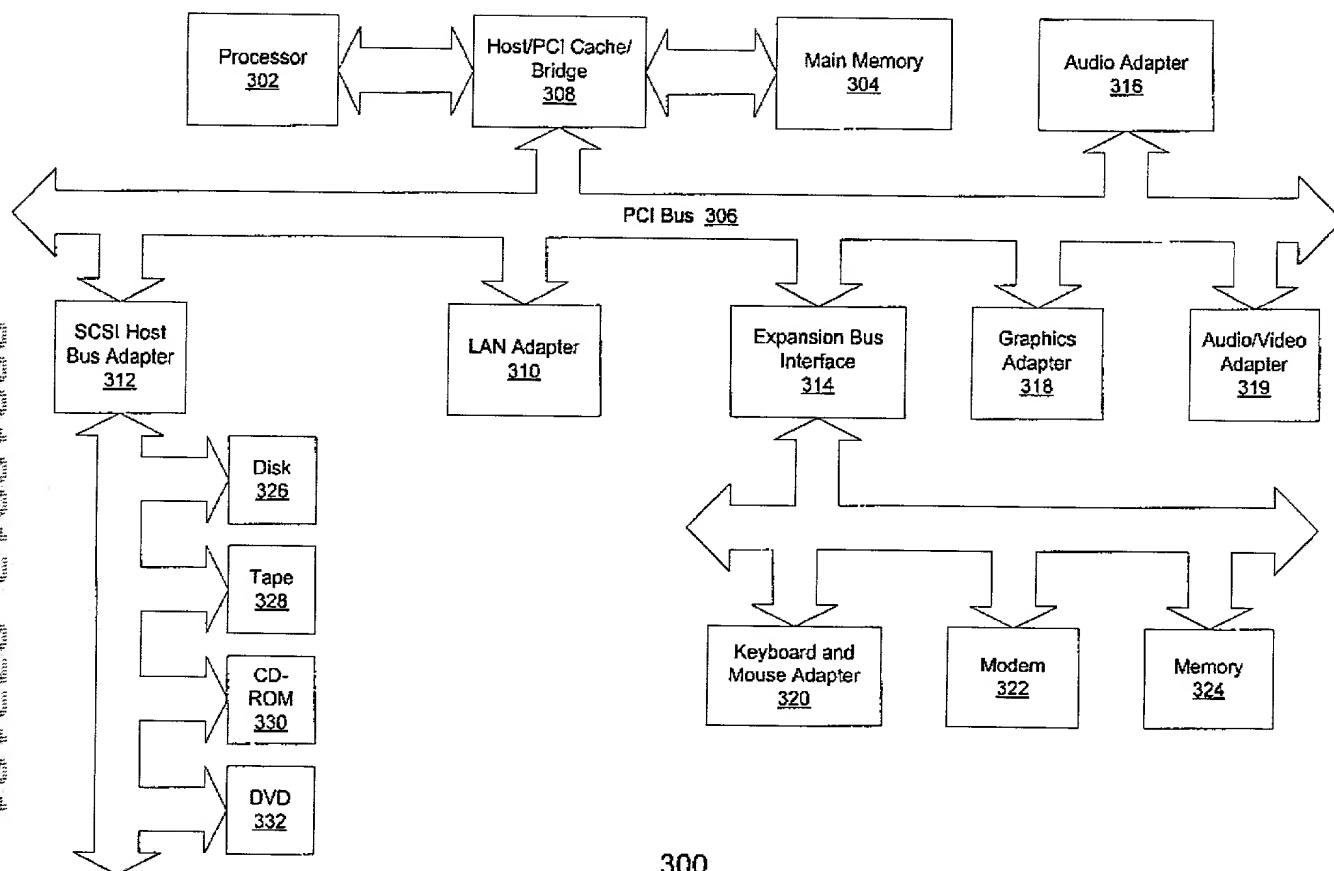 Processor
302
Host/PCI Cache/
Bridge
308
Main Memory
304
Audio Adapter
316
PCI Bus 306
SCSI Host
Bus Adapter
312
LAN Adapter
310
Expansion Bus
Interface
314
Graphics
Adapter
318
Audio/Video
Adapter
319
Disk
326
Tape
328
CD-
ROM
330
DVD
332
Keyboard and
Mouse Adapter
320
Modem
322
Memory
324
300